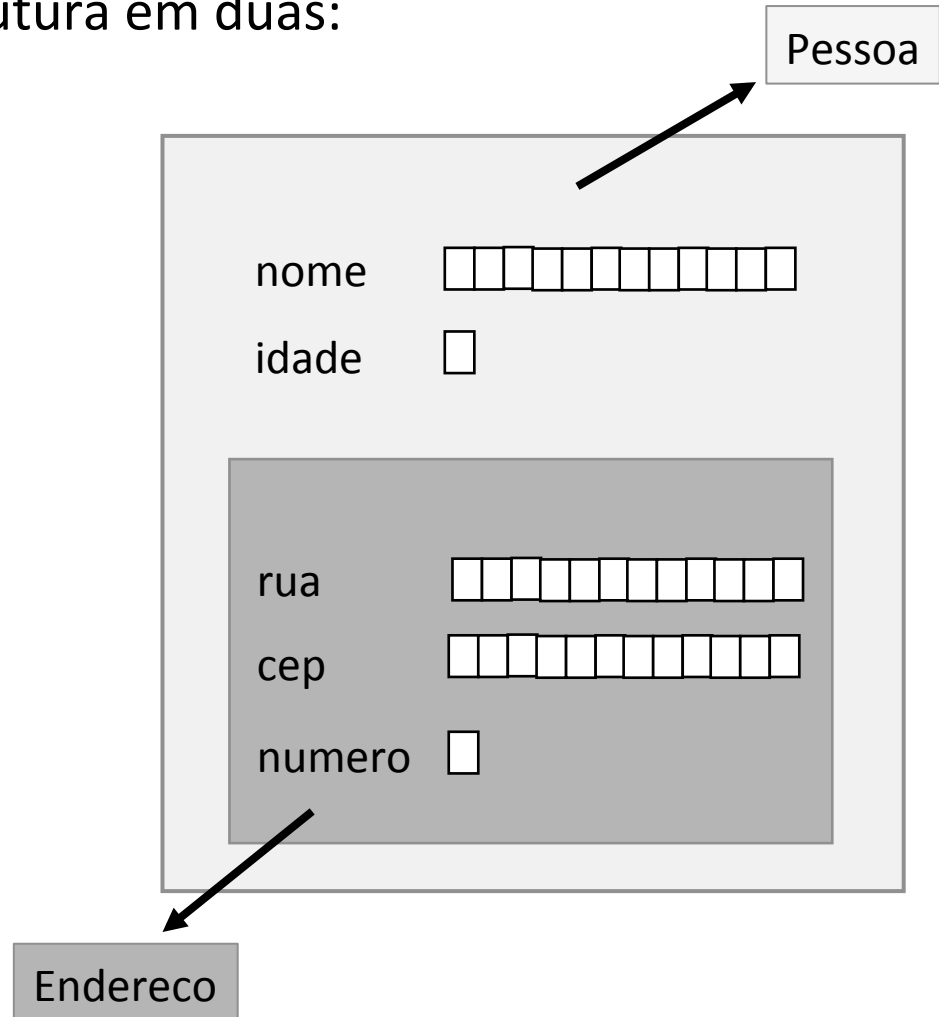 utura em duas:
Pessoa
nome
idade
rua
cep
numero
Endereco